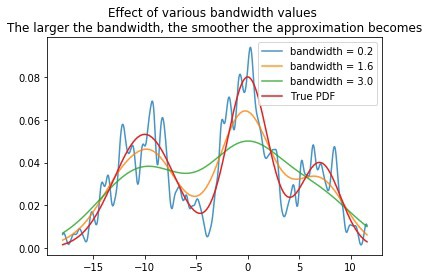 Effect of various bandwidth values
The larger the bandwidth, the smoother the approximation becomes
bandwidth = 0.2
bandwidth = 1.6
bandwidth = 3.0
True PDF
0.08
0.06
0.04
0.02
0.00
−15
−10
−5
0
5
10